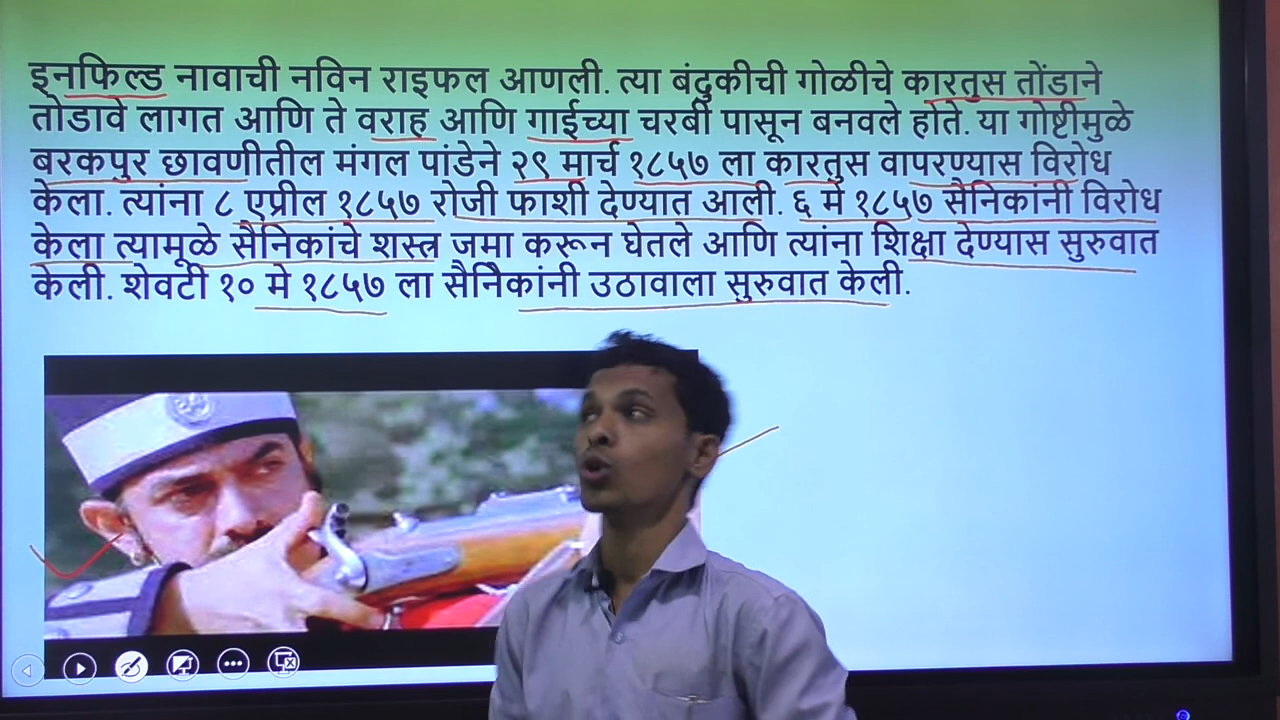 इनफिल्ड नावाची नविन राइफल आणली. त्या बंदुकीची गोळीचे कारतुस तोंडाने
तोडावे लागत आणि ते वराह आणि गाईच्या चरबी पासून बनवले होते. या गोष्टीमुळे
बरकपुर छावणीतील मंगल पांडेने २९ मार्च १८५७ ला कारतुस वापरण्यास विरोध
केला. त्यांना ८ एप्रील १८५७ रोजी फाशी देण्यात आली. ६ मे १८५७ सैनिकांनी विरोध
केला त्यामूळे सैनिकांचे शस्त्र जमा करून घेतले आणि त्यांना शिक्षा देण्यास सुरुवात
केली. शेवटी १० मे १८५७ ला सैनिकांनी उठावाला सुरुवात केली.